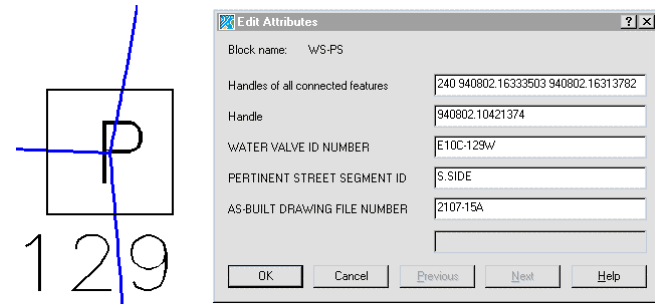 P
129
Edit Attributes
Block name: WS-PS
Handles of all connected features 240 940802.16333503 940802.16313782
Handle 940802.10421374
WATER VALVE ID NUMBER E10C-129W
PERTINENT STREET SEGMENT ID S.SIDE
AS-BUILT DRAWING FILE NUMBER 2107-15A
OK Cancel Previous Next Help